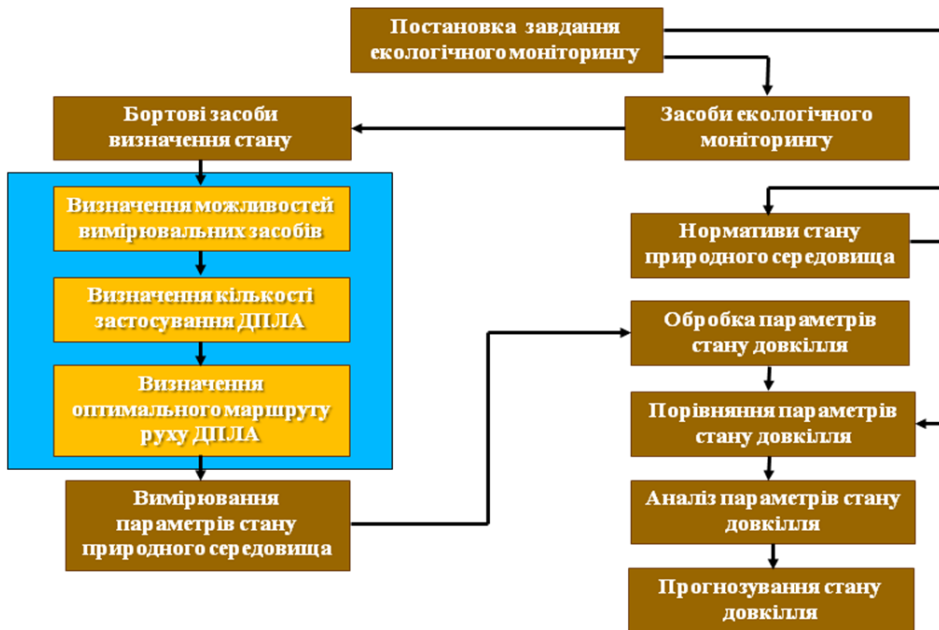 Постановка завдання
екологічного моніторингу
Бортові засоби
визначення стану
Засоби екологічного
моніторингу
Визначення можливостей
вимірювальних засобів
Визначення кількості
застосування ДПЛА
Визначення
оптимального маршруту
руху ДПЛА
Вимірювання
параметрів стану
природного середовища
Нормативи стану
природного середовища
Обробка параметрів
стану довкілля
Порівняння параметрів
стану довкілля
Аналіз параметрів стану
довкілля
Прогнозування стану
довкілля